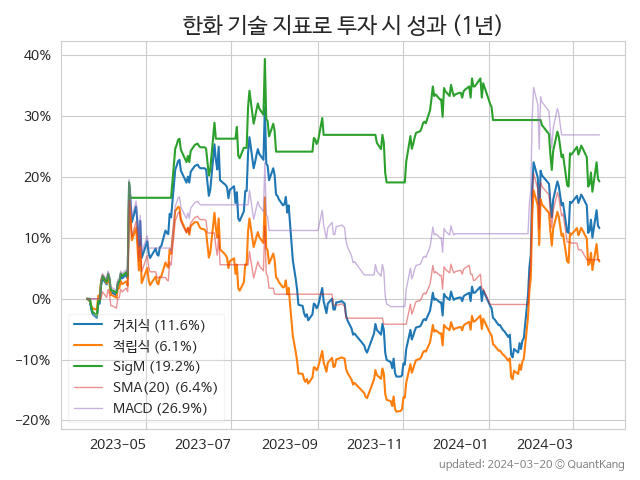 한화 기술 지표로 투자 시 성과 (1년)
40%
30%
20%
10%
0%
−10%
−20%
거치식 (11.6%)
적립식 (6.1%)
SigM (19.2%)
SMA(20) (6.4%)
MACD (26.9%)
2023-05 2023-07 2023-09 2023-11 2024-01 2024-03
updated: 2024-03-20 © QuantKang